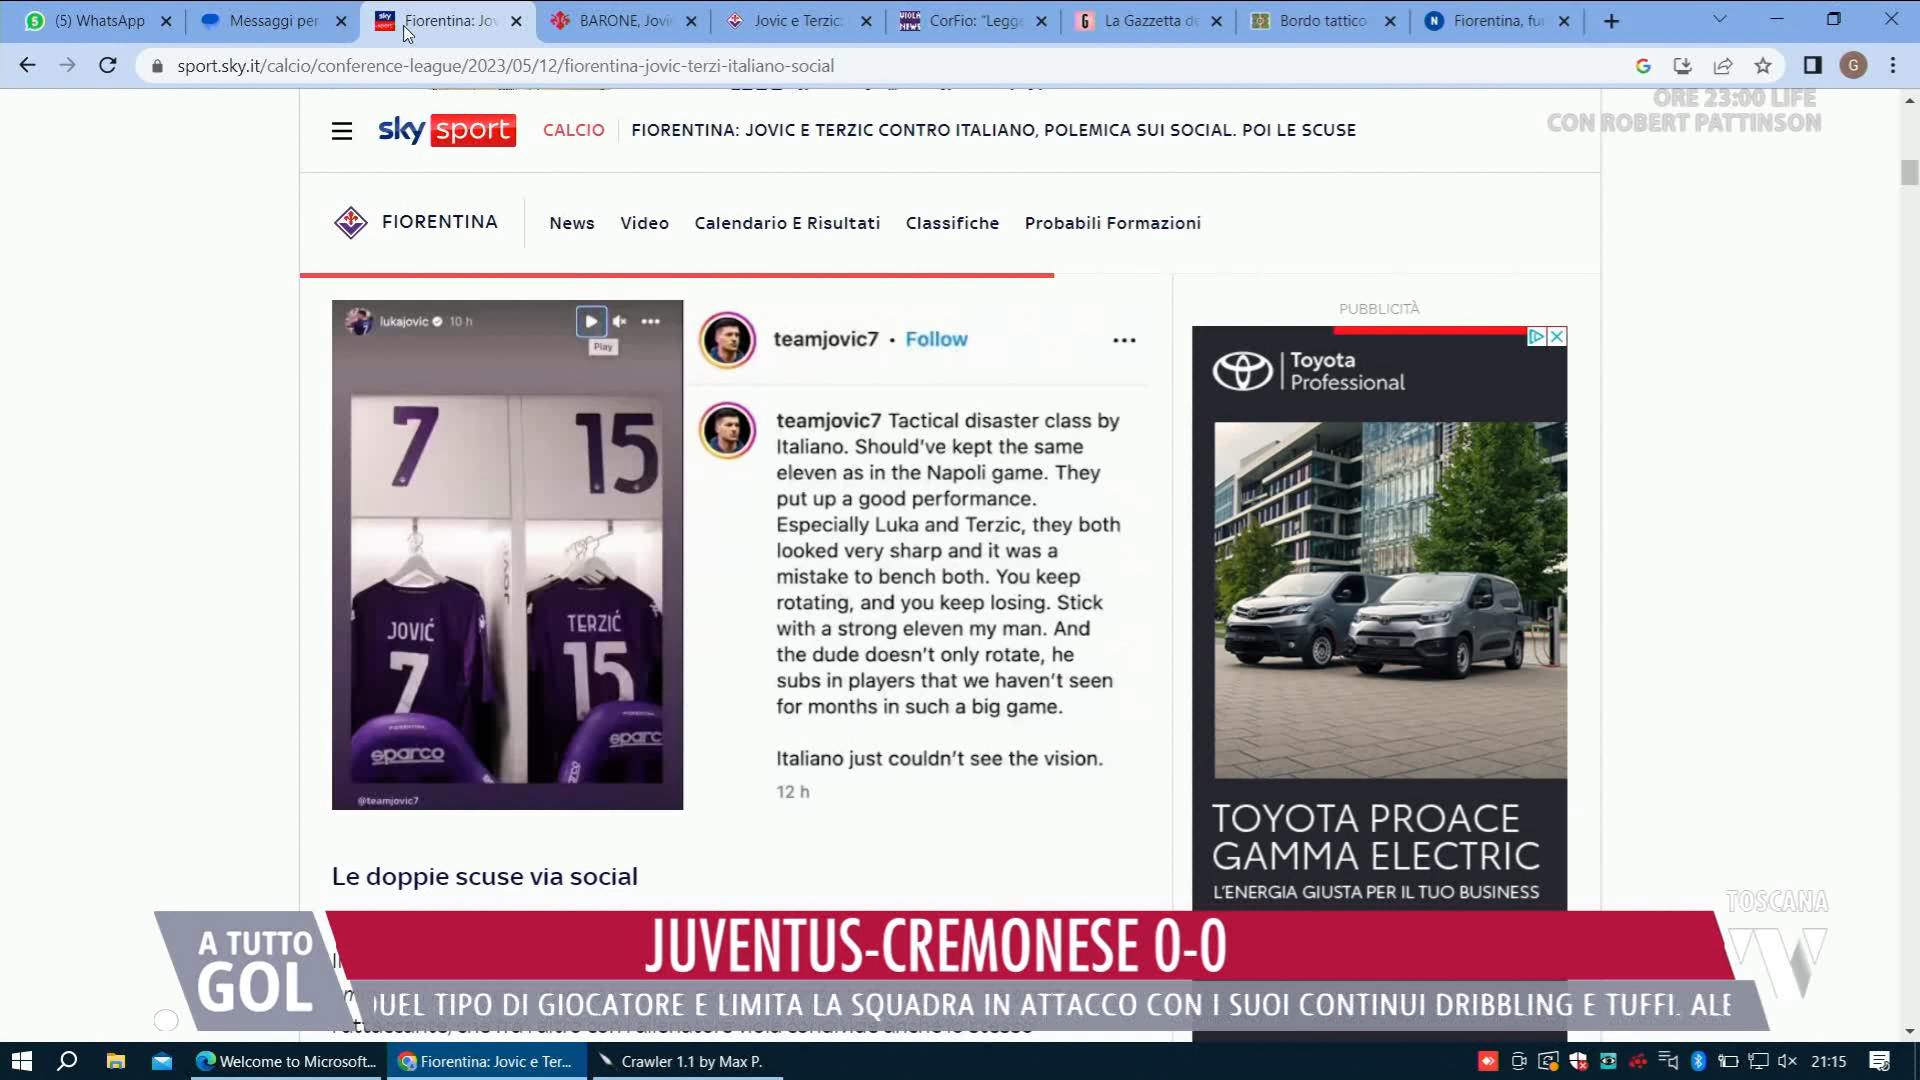 (5) WhatsApp
Messaggi per
Fiorentina: Jov
BARONE, Jovi
Jovic e Terzic:
CorFio: "Legg
La Gazzetta de
Bordo tattico
Fiorentina, fu
sport.sky.it/calcio/conference-league/2023/05/12/fiorentina-jovic-terzi-italiano-social
ORE 23:00 LIFE
CON ROBERT PATTINSON
sky sport
CALCIO
FIORENTINA: JOVIC E TERZIC CONTRO ITALIANO, POLEMICA SUI SOCIAL. POI LE SCUSE
FIORENTINA
News
Video
Calendario E Risultati
Classifiche
Probabili Formazioni
lukajovic 10 h
Play
7
15
JOVIĆ
7
TERZIĆ
15
sparco
sparc
@teamjovic7
teamjovic7 • Follow
teamjovic7 Tactical disaster class by
Italiano. Should've kept the same
eleven as in the Napoli game. They
put up a good performance.
Especially Luka and Terzic, they both
looked very sharp and it was a
mistake to bench both. You keep
rotating, and you keep losing. Stick
with a strong eleven my man. And
the dude doesn't only rotate, he
subs in players that we haven't seen
for months in such a big game.
Italiano just couldn't see the vision.
12 h
PUBBLICITÀ
Toyota
Professional
TOYOTA PROACE
GAMMA ELECTRIC
L'ENERGIA GIUSTA PER IL TUO BUSINESS
Le doppie scuse via social
TOSCANA
A TUTTO
GOL
JUVENTUS-CREMONESE 0-0
QUEL TIPO DI GIOCATORE E LIMITA LA SQUADRA IN ATTACCO CON I SUOI CONTINUI DRIBBLING E TUFFI. ALE
Welcome to Microsoft...
Fiorentina: Jovic e Ter...
Crawler 1.1 by Max P.
21:15